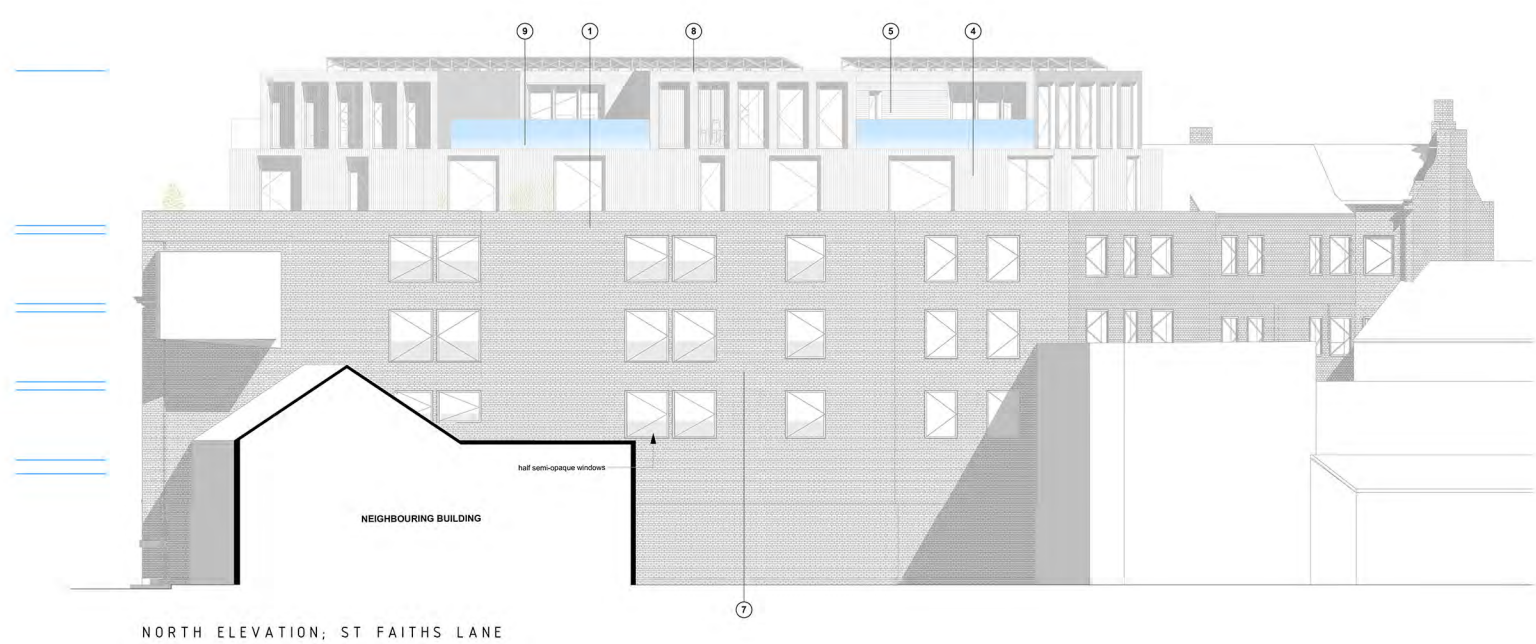 9
1
8
5
4
half semi-opaque windows
NEIGHBOURING BUILDING
7
NORTH ELEVATION; ST FAITHS LANE